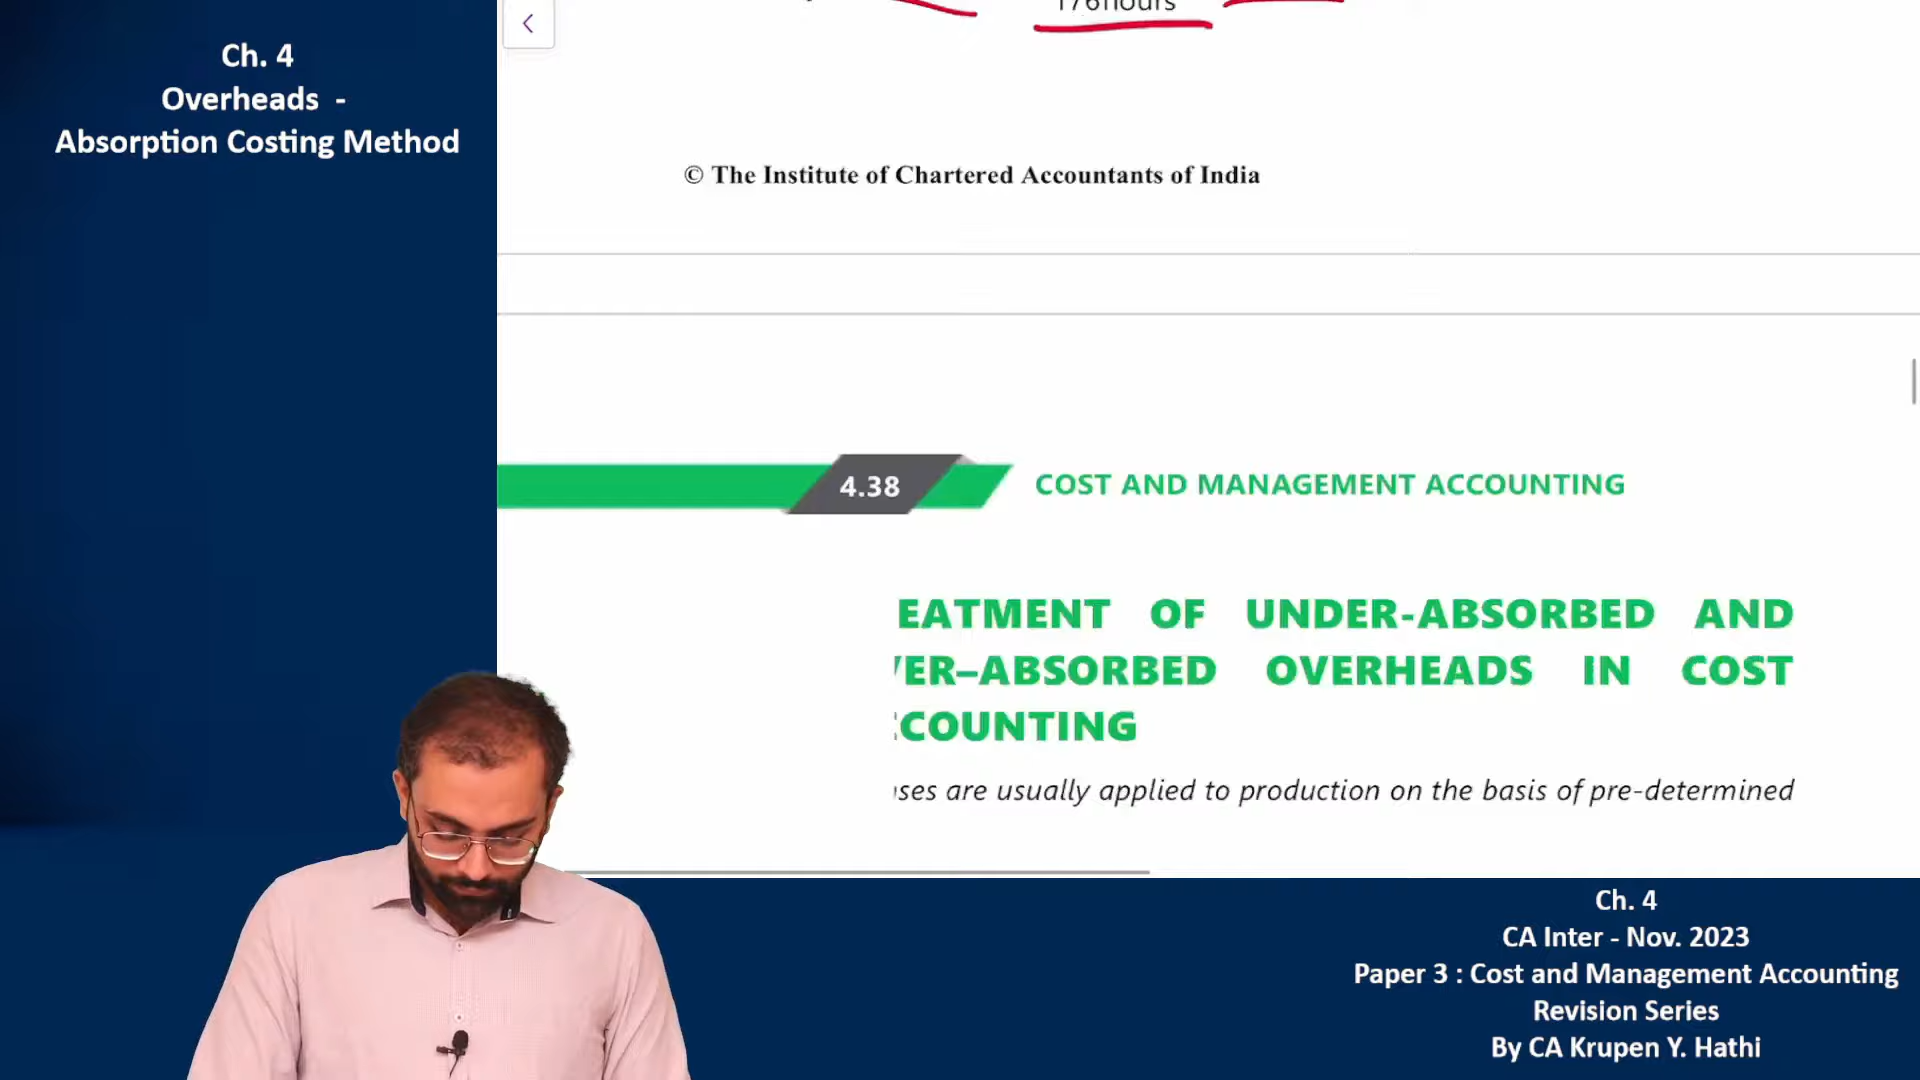 Ch. 4
Overheads -
Absorption Costing Method
176hours
© The Institute of Chartered Accountants of India
4.38
COST AND MANAGEMENT ACCOUNTING
EATMENT OF UNDER-ABSORBED AND
ER–ABSORBED OVERHEADS IN COST
COUNTING
ses are usually applied to production on the basis of pre-determined
Ch. 4
CA Inter - Nov. 2023
Paper 3 : Cost and Management Accounting
Revision Series
By CA Krupen Y. Hathi